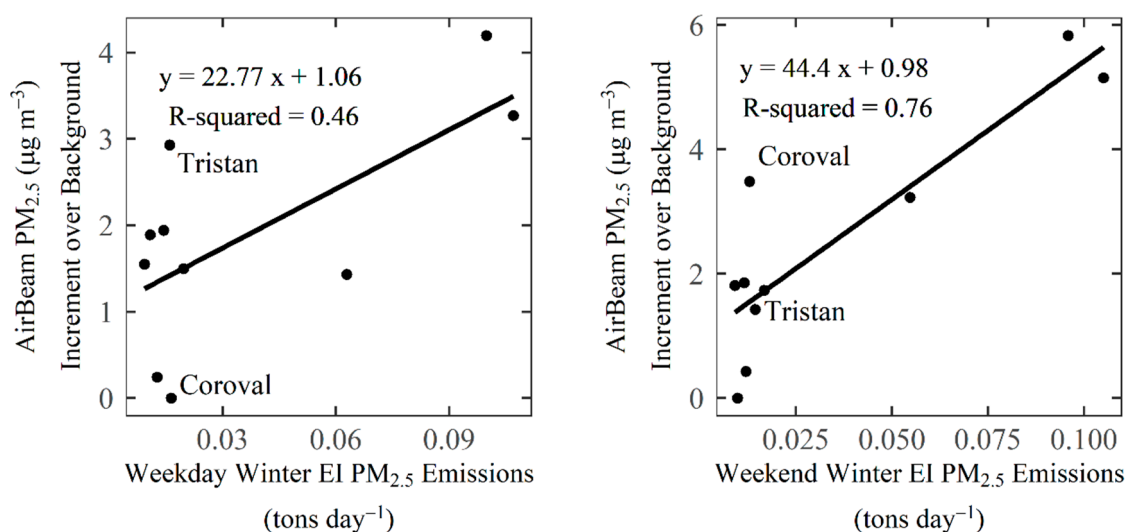 AirBeam PM2.5 (µg m⁻³)
Increment over Background
4
3
2
1
0
y = 22.77 x + 1.06
R-squared = 0.46
Tristan
Coroval
0.03 0.06 0.09
Weekday Winter EI PM2.5 Emissions
(tons day⁻¹)
AirBeam PM2.5 (µg m⁻³)
Increment over Background
6
4
2
0
y = 44.4 x + 0.98
R-squared = 0.76
Coroval
Tristan
0.025 0.050 0.075 0.100
Weekend Winter EI PM2.5 Emissions
(tons day⁻¹)